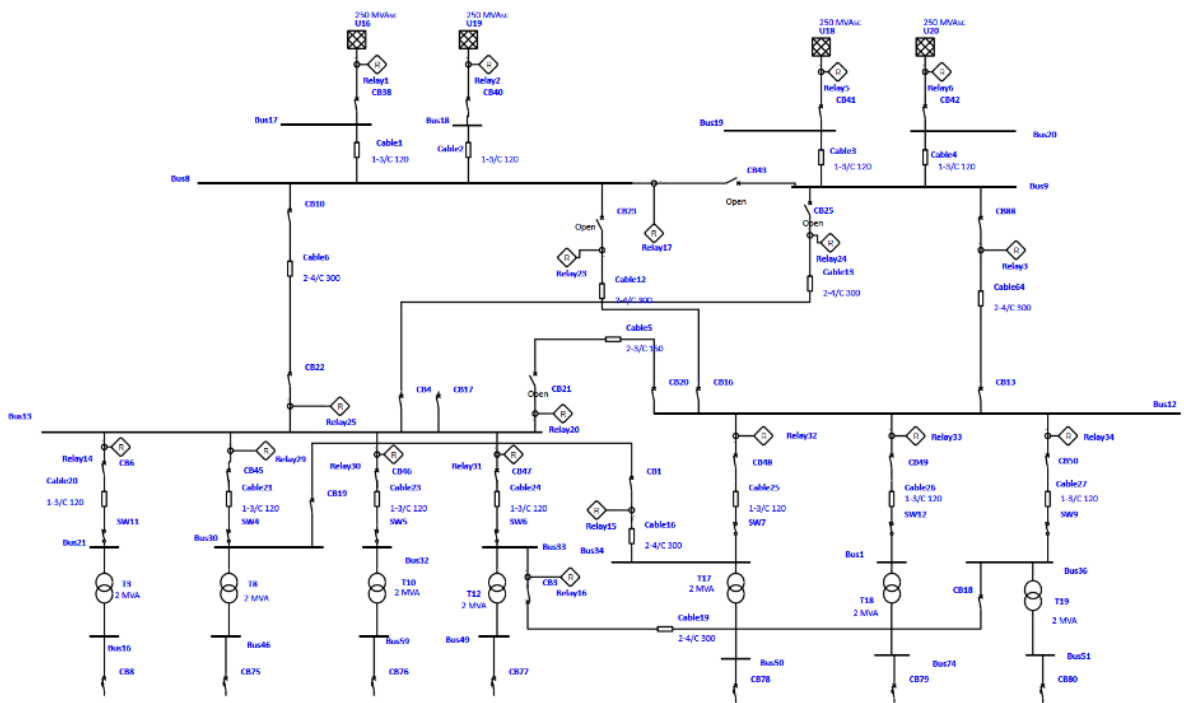 250 MVAsc
U16
250 MVAsc
U19
250 MVAsc
U18
250 MVAsc
U20
R
Relay1
R
Relay2
R
Relay5
R
Relay6
CB38
CB40
CB41
CB42
Bus17
Bus18
Bus19
Bus20
Cable1
1-3/C 120
Cable2
1-3/C 120
Cable3
1-3/C 120
Cable4
1-3/C 120
Bus8
CB43
Open
Bus9
CB10
CB23
Open
R
Relay17
CB25
Open
R
Relay24
CB88
R
Relay3
R
Relay23
Cable6
2-4/C 300
Cable12
2-4/C 300
Cable13
2-4/C 300
Cable64
2-4/C 300
Cable5
2-3/C 150
CB22
CB4
CB17
CB21
Open
CB20
CB16
CB13
R
Relay25
R
Relay20
Bus13
Bus12
R
Relay14
CB6
R
Relay29
CB45
R
Relay30
CB46
R
Relay31
CB47
R
Relay32
CB48
R
Relay33
CB49
R
Relay34
CB50
CB1
CB19
Cable20
1-3/C 120
Cable21
1-3/C 120
Cable23
1-3/C 120
Cable24
1-3/C 120
R
Relay15
Cable16
2-4/C 300
Cable25
1-3/C 120
Cable26
1-3/C 120
Cable27
1-3/C 120
SW11
SW4
SW5
SW6
SW7
SW12
SW9
Bus21
Bus30
Bus32
Bus33
Bus34
Bus1
Bus36
T3
2 MVA
T8
2 MVA
T10
2 MVA
T12
2 MVA
CB3
R
Relay16
T17
2 MVA
T18
2 MVA
CB18
T19
2 MVA
Cable19
2-4/C 300
Bus16
Bus46
Bus59
Bus49
Bus50
Bus74
Bus51
CB8
CB75
CB76
CB77
CB78
CB79
CB80